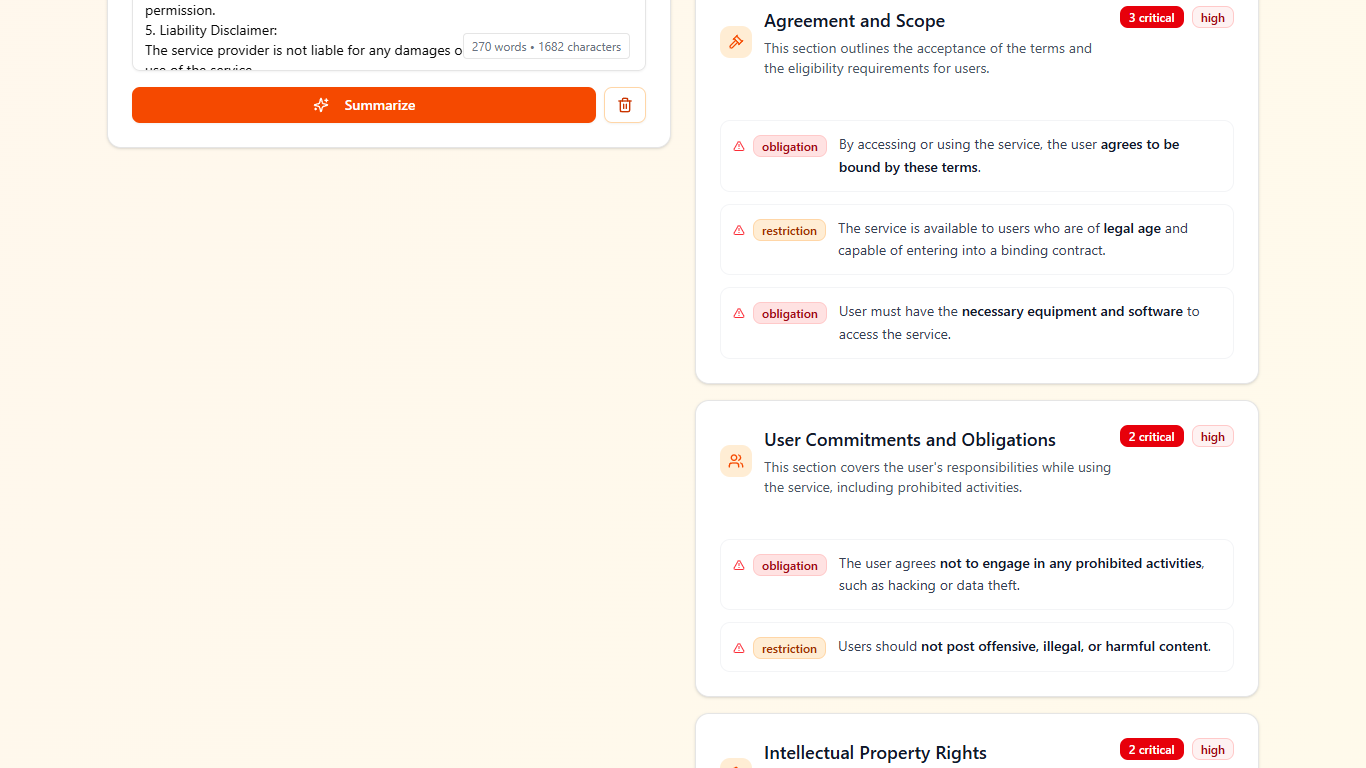 permission.
5. Liability Disclaimer:
The service provider is not liable for any damages o
270 words • 1682 characters
use of the service
Summarize
Agreement and Scope
3 critical
high
This section outlines the acceptance of the terms and
the eligibility requirements for users.
obligation
By accessing or using the service, the user agrees to be
bound by these terms.
restriction
The service is available to users who are of legal age and
capable of entering into a binding contract.
obligation
User must have the necessary equipment and software to
access the service.
User Commitments and Obligations
2 critical
high
This section covers the user's responsibilities while using
the service, including prohibited activities.
obligation
The user agrees not to engage in any prohibited activities,
such as hacking or data theft.
restriction
Users should not post offensive, illegal, or harmful content.
Intellectual Property Rights
2 critical
high